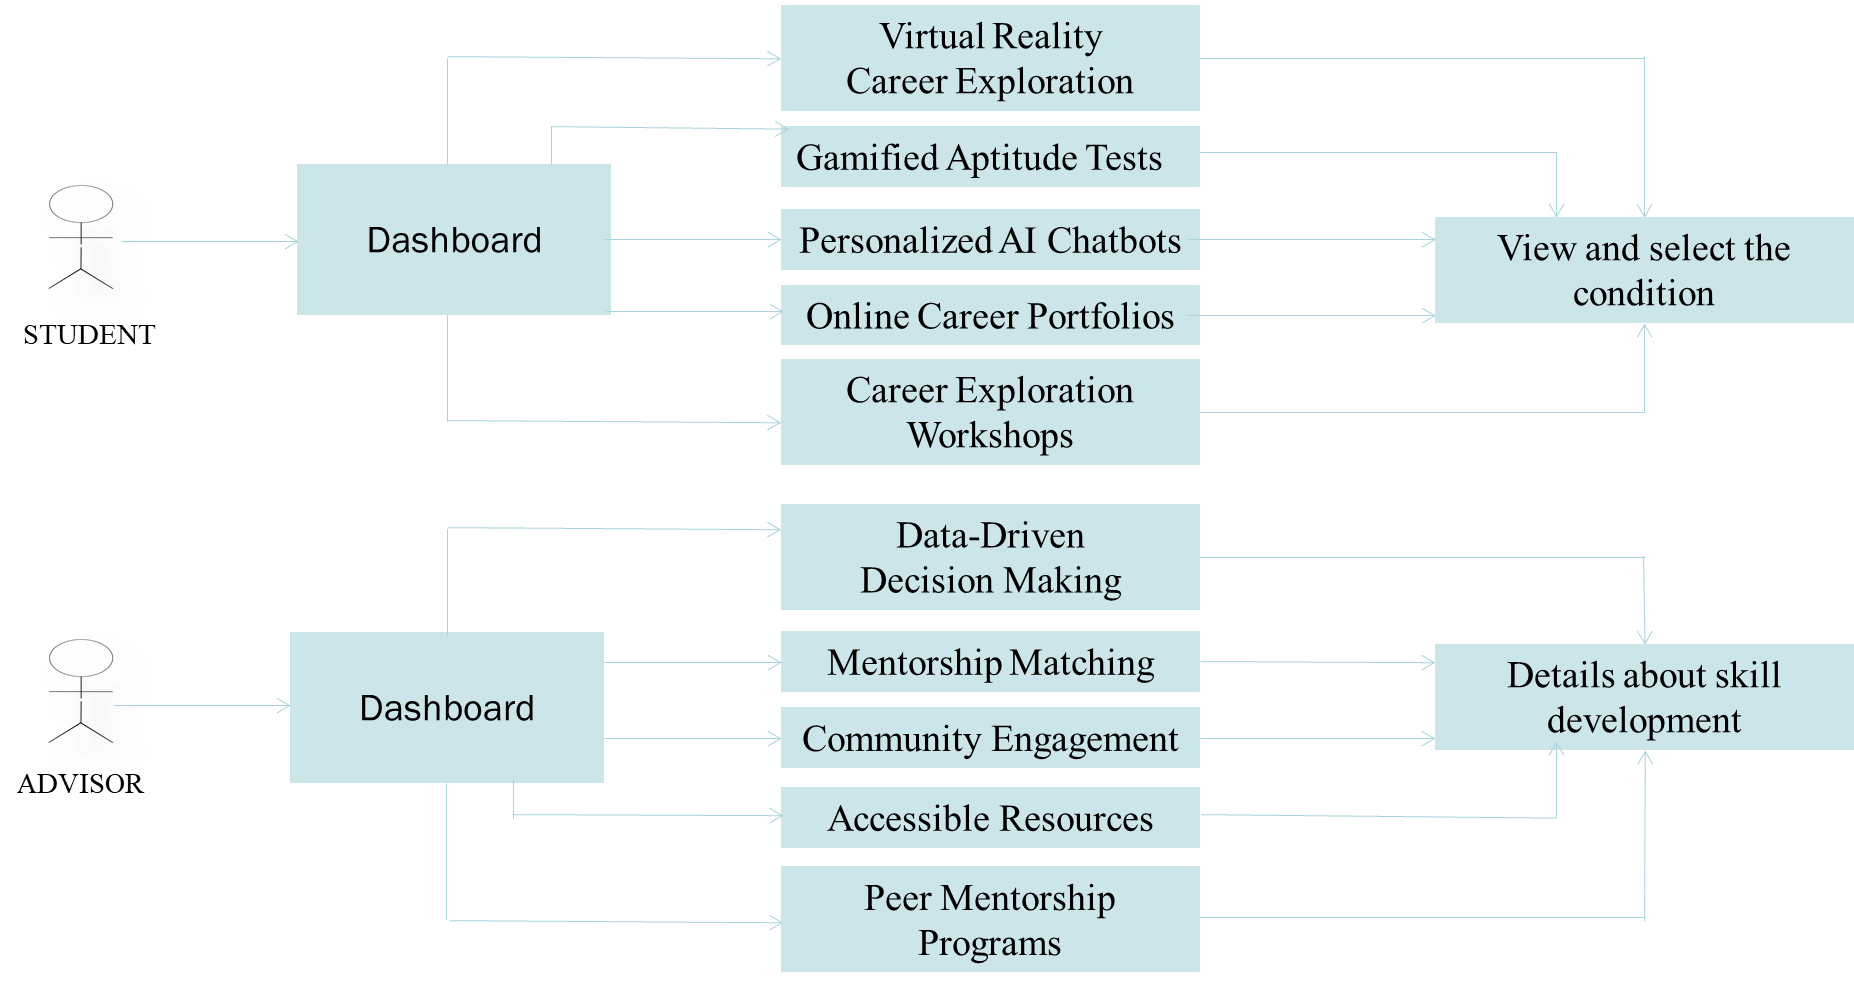 Virtual Reality
Career Exploration
Gamified Aptitude Tests
Dashboard
Personalized AI Chatbots
View and select the
condition
Online Career Portfolios
STUDENT
Career Exploration
Workshops
Data-Driven
Decision Making
Mentorship Matching
Details about skill
development
Dashboard
Community Engagement
ADVISOR
Accessible Resources
Peer Mentorship
Programs